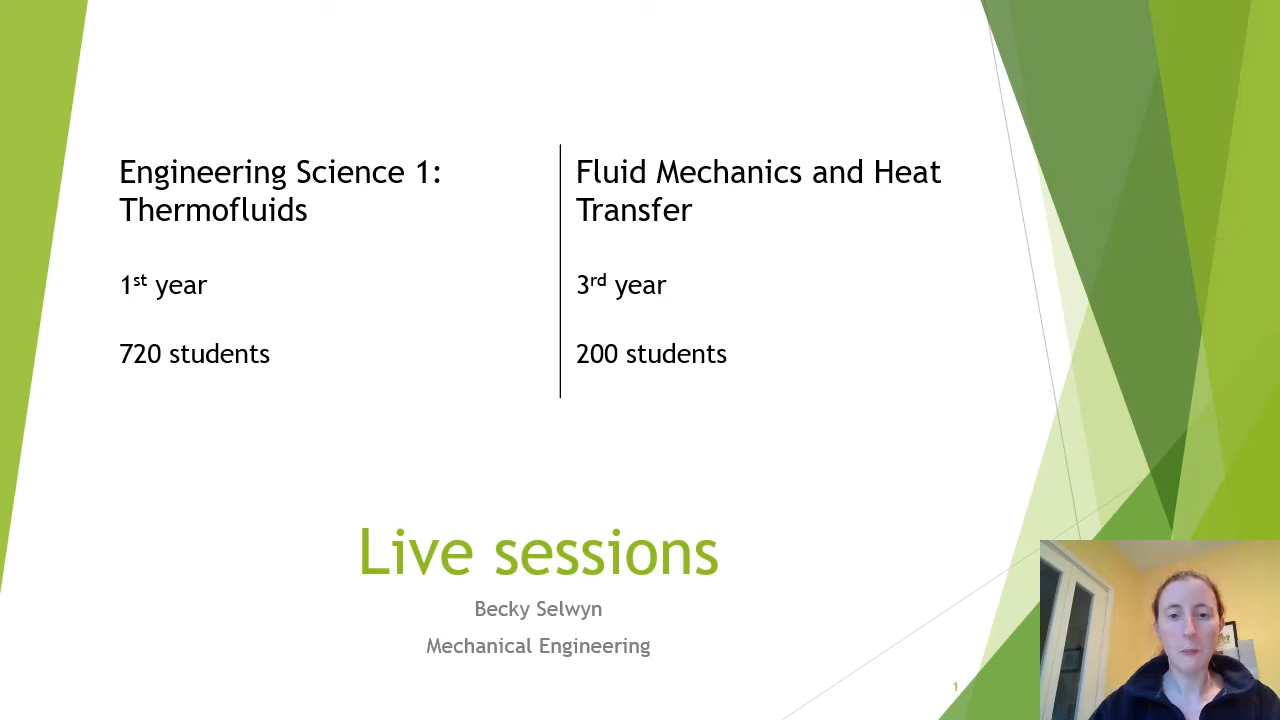 Engineering Science 1:
Thermofluids
1st year
720 students
Fluid Mechanics and Heat
Transfer
3rd year
200 students
Live sessions
Becky Selwyn
Mechanical Engineering
1